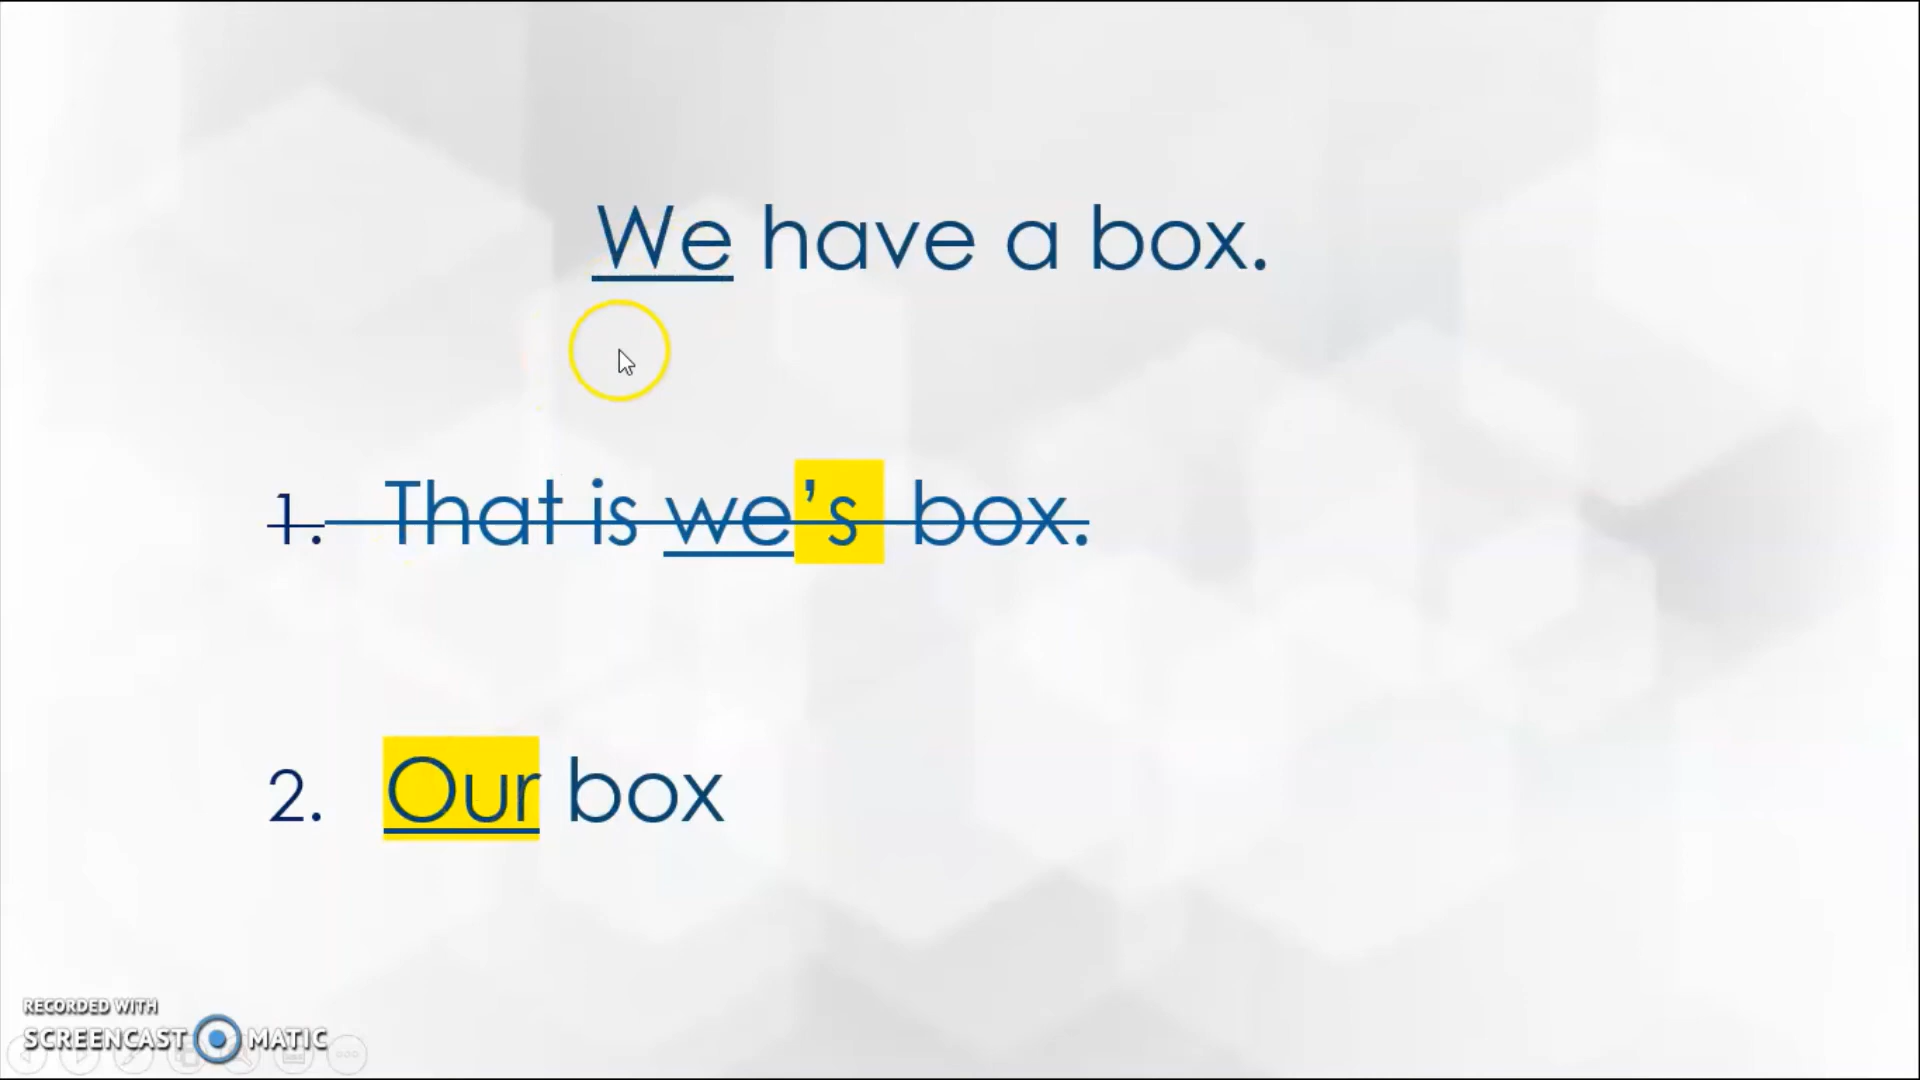 We have a box.
1. That is we's box.
2. Our box
RECORDED WITH
SCREENCAST MATIC